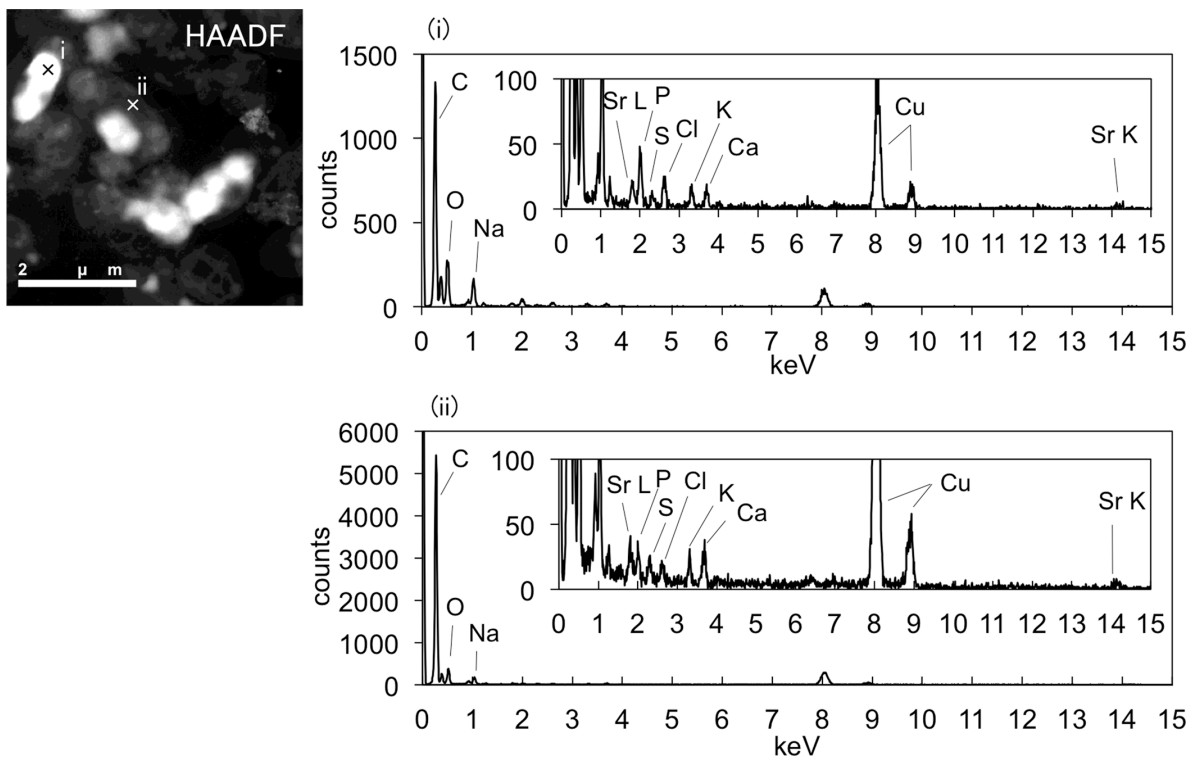 HAADF
i
ii
2 μ m
(i)
1500
1000
500
0
counts
C
O
Na
100
50
0
Sr L
P
S
Cl
K
Ca
Cu
Sr K
0 1 2 3 4 5 6 7 8 9 10 11 12 13 14 15
0 1 2 3 4 5 6 7 8 9 10 11 12 13 14 15
keV
(ii)
6000
5000
4000
3000
2000
1000
0
counts
C
O
Na
100
50
0
Sr L
P
S
Cl
K
Ca
Cu
Sr K
0 1 2 3 4 5 6 7 8 9 10 11 12 13 14 15
0 1 2 3 4 5 6 7 8 9 10 11 12 13 14 15
keV